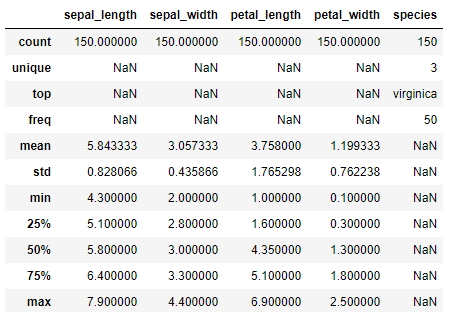 sepal_length sepal_width petal_length petal_width species
count 150.000000 150.000000 150.000000 150.000000 150
unique NaN NaN NaN NaN 3
top NaN NaN NaN NaN virginica
freq NaN NaN NaN NaN 50
mean 5.843333 3.057333 3.758000 1.199333 NaN
std 0.828066 0.435866 1.765298 0.762238 NaN
min 4.300000 2.000000 1.000000 0.100000 NaN
25% 5.100000 2.800000 1.600000 0.300000 NaN
50% 5.800000 3.000000 4.350000 1.300000 NaN
75% 6.400000 3.300000 5.100000 1.800000 NaN
max 7.900000 4.400000 6.900000 2.500000 NaN